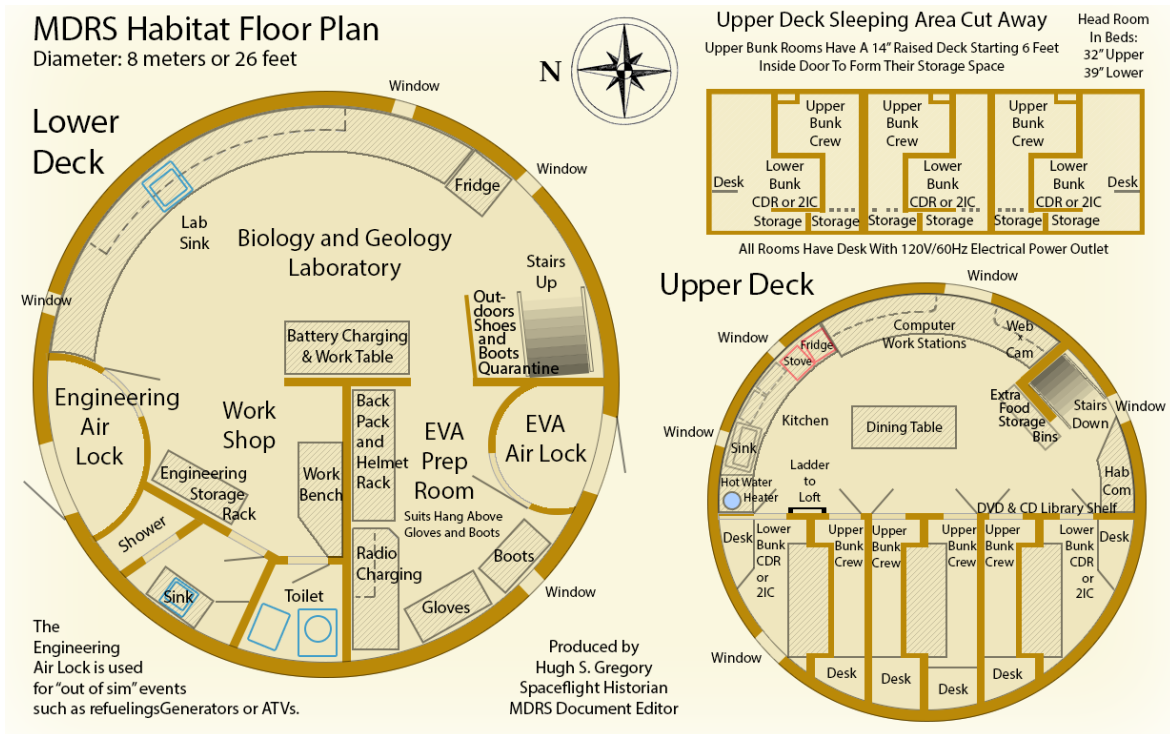 MDRS Habitat Floor Plan
Diameter: 8 meters or 26 feet
N
Lower
Deck
Window
Window
Window
Fridge
Lab
Sink
Biology and Geology
Laboratory
Stairs
Up
Out-
doors
Shoes
and
Boots
Quarantine
Battery Charging
& Work Table
Engineering
Air
Lock
Work
Shop
Back
Pack
and
Helmet
Rack
EVA
Prep
Room
EVA
Air Lock
Engineering
Storage
Rack
Work
Bench
Suits Hang Above
Gloves and Boots
Shower
Radio
Charging
Boots
Sink
Toilet
Gloves
Window
The
Engineering
Air Lock is used
for “out of sim” events
such as refuelingsGenerators or ATVs.
Produced by
Hugh S. Gregory
Spaceflight Historian
MDRS Document Editor
Upper Deck Sleeping Area Cut Away
Upper Bunk Rooms Have A 14” Raised Deck Starting 6 Feet
Inside Door To Form Their Storage Space
Head Room
In Beds:
32” Upper
39” Lower
Upper
Bunk
Crew
Upper
Bunk
Crew
Upper
Bunk
Crew
Desk
Lower
Bunk
CDR or 2IC
Lower
Bunk
CDR or 2IC
Lower
Bunk
CDR or 2IC
Desk
Storage
Storage
Storage
Storage
Storage
Storage
All Rooms Have Desk With 120V/60Hz Electrical Power Outlet
Upper Deck
Window
Window
Computer
Work Stations
Web
x
Cam
Fridge
Stove
Kitchen
Dining Table
Extra
Food
Storage
Bins
Stairs
Down
Window
Window
Sink
Hot Water
Heater
Ladder
to
Loft
Hab
Com
DVD & CD Library Shelf
Desk
Lower
Bunk
CDR
or
2IC
Upper
Bunk
Crew
Upper
Bunk
Crew
Upper
Bunk
Crew
Upper
Bunk
Crew
Lower
Bunk
CDR
or
2IC
Desk
Window
Desk
Desk
Desk
Desk